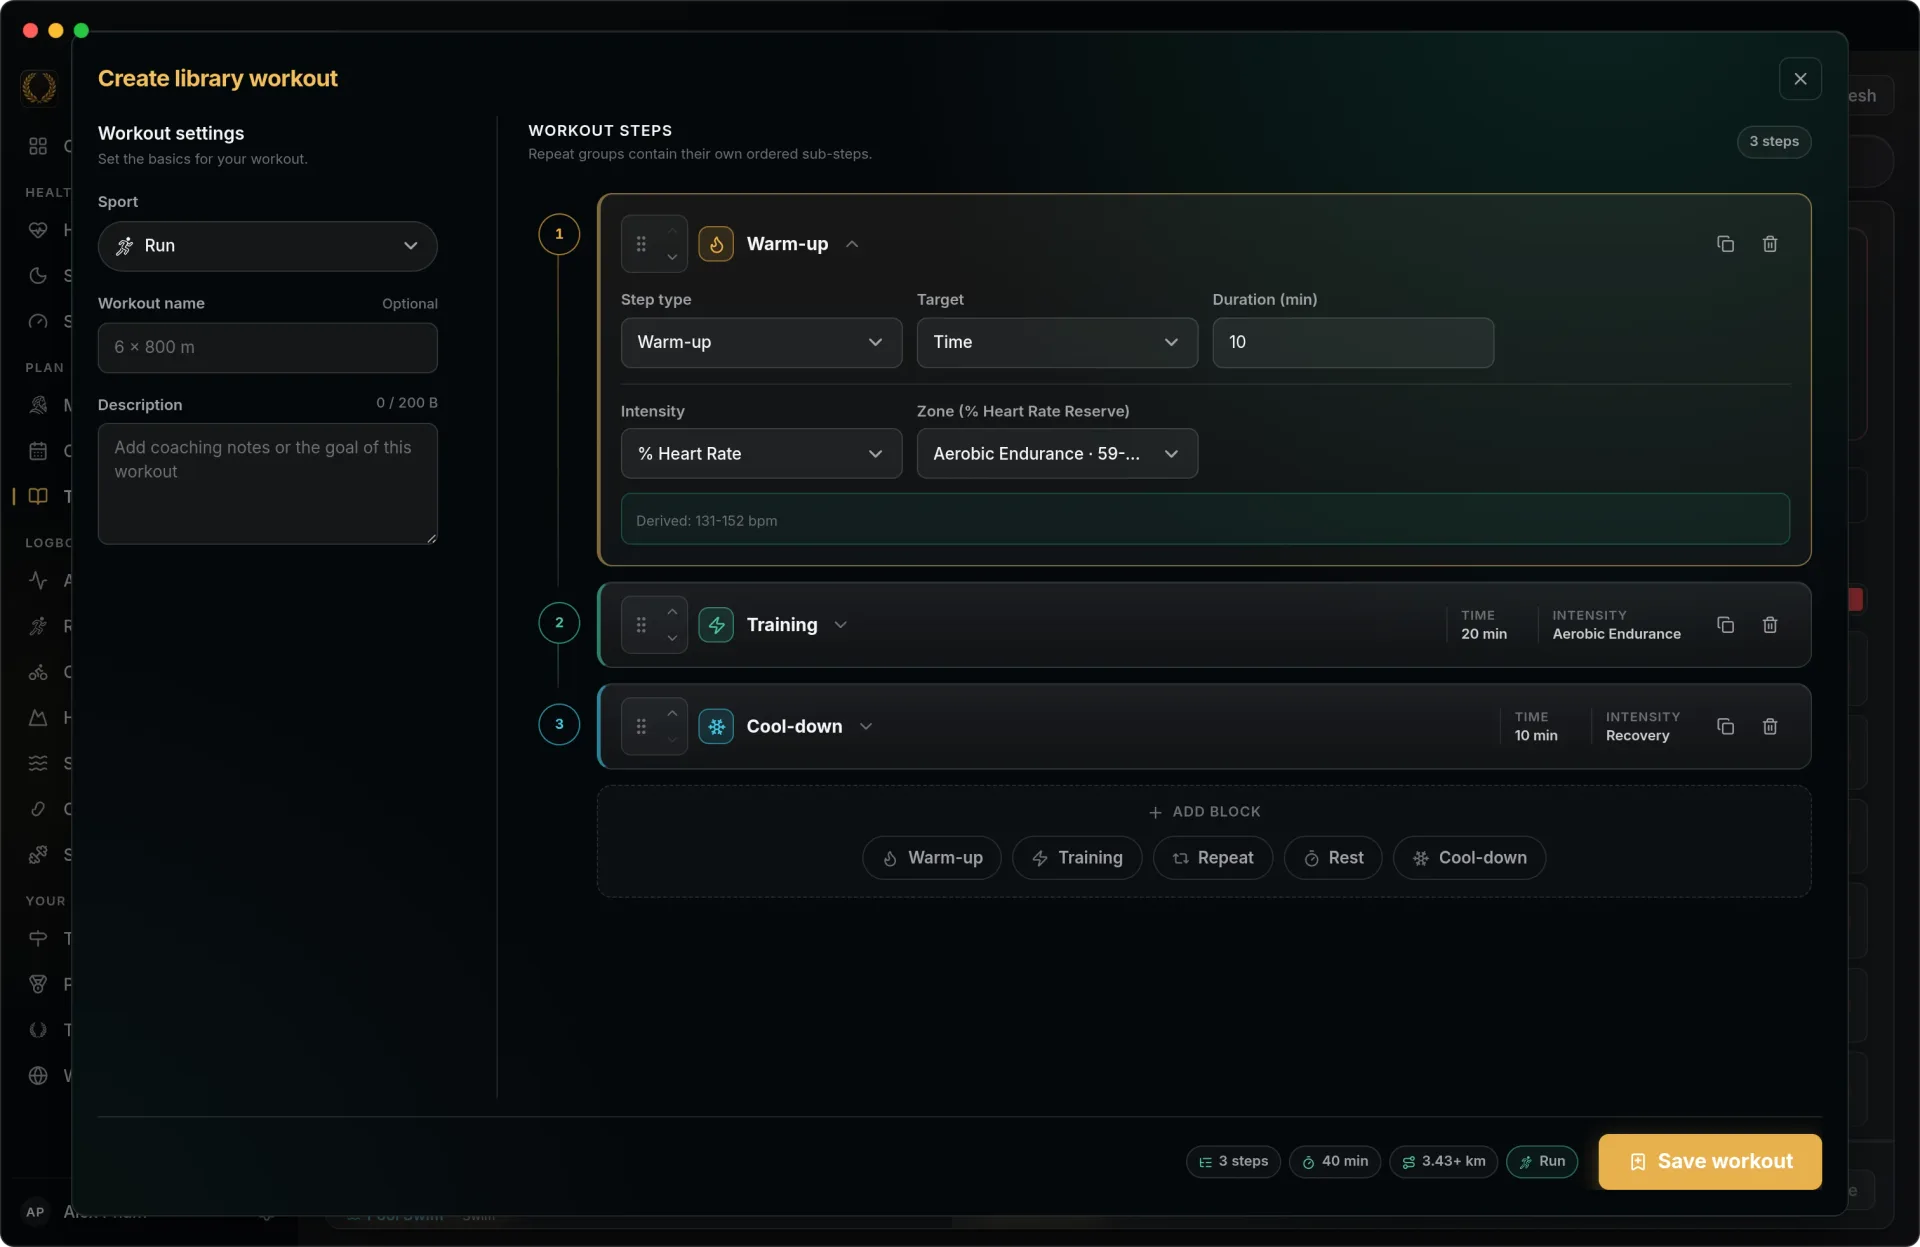 Create library workout
esh
Workout settings
Set the basics for your workout.
Sport
Run
Workout name
Optional
6 × 800 m
Description
0 / 200 B
Add coaching notes or the goal of this
workout
WORKOUT STEPS
Repeat groups contain their own ordered sub-steps.
3 steps
1
Warm-up
Step type
Target
Duration (min)
Warm-up
Time
10
Intensity
Zone (% Heart Rate Reserve)
% Heart Rate
Aerobic Endurance · 59-...
Derived: 131-152 bpm
2
Training
TIME
20 min
INTENSITY
Aerobic Endurance
3
Cool-down
TIME
10 min
INTENSITY
Recovery
ADD BLOCK
Warm-up
Training
Repeat
Rest
Cool-down
3 steps
40 min
3.43+ km
Run
Save workout
HEALT
PLAN
LOGBO
YOUR
AP